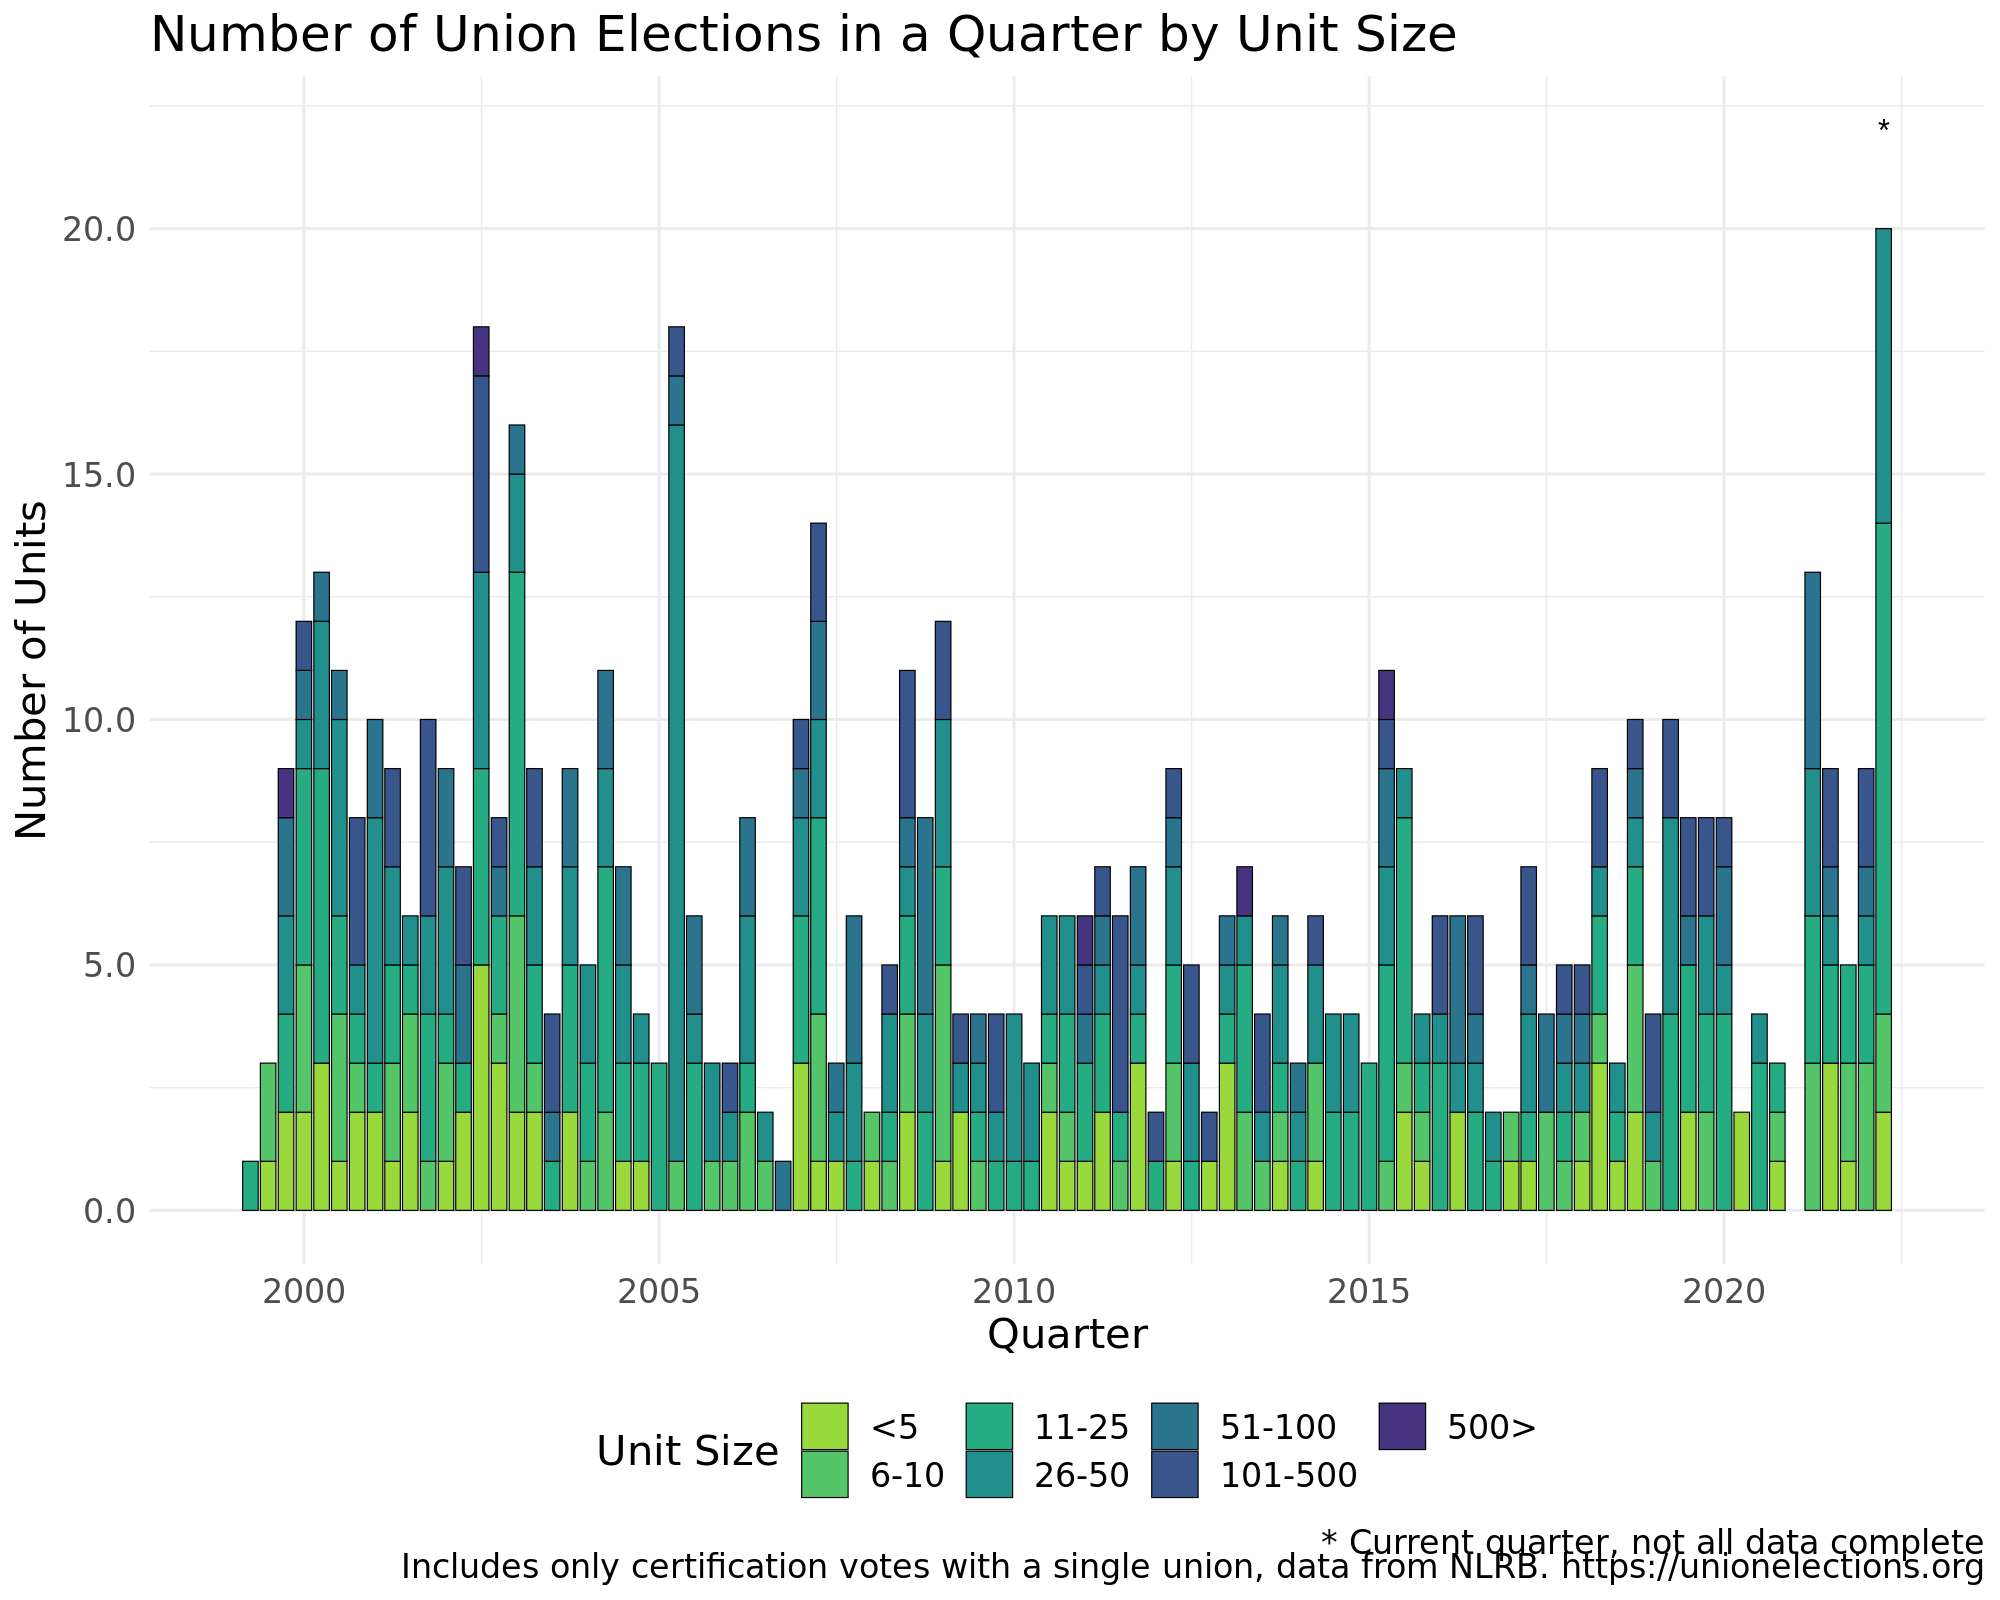 Number of Union Elections in a Quarter by Unit Size
*
20.0
15.0
10.0
5.0
0.0
Number of Units
2000 2005 2010 2015 2020
Quarter
Unit Size
<5 11-25 51-100 500>
6-10 26-50 101-500
* Current quarter, not all data complete
Includes only certification votes with a single union, data from NLRB. https://unionelections.org